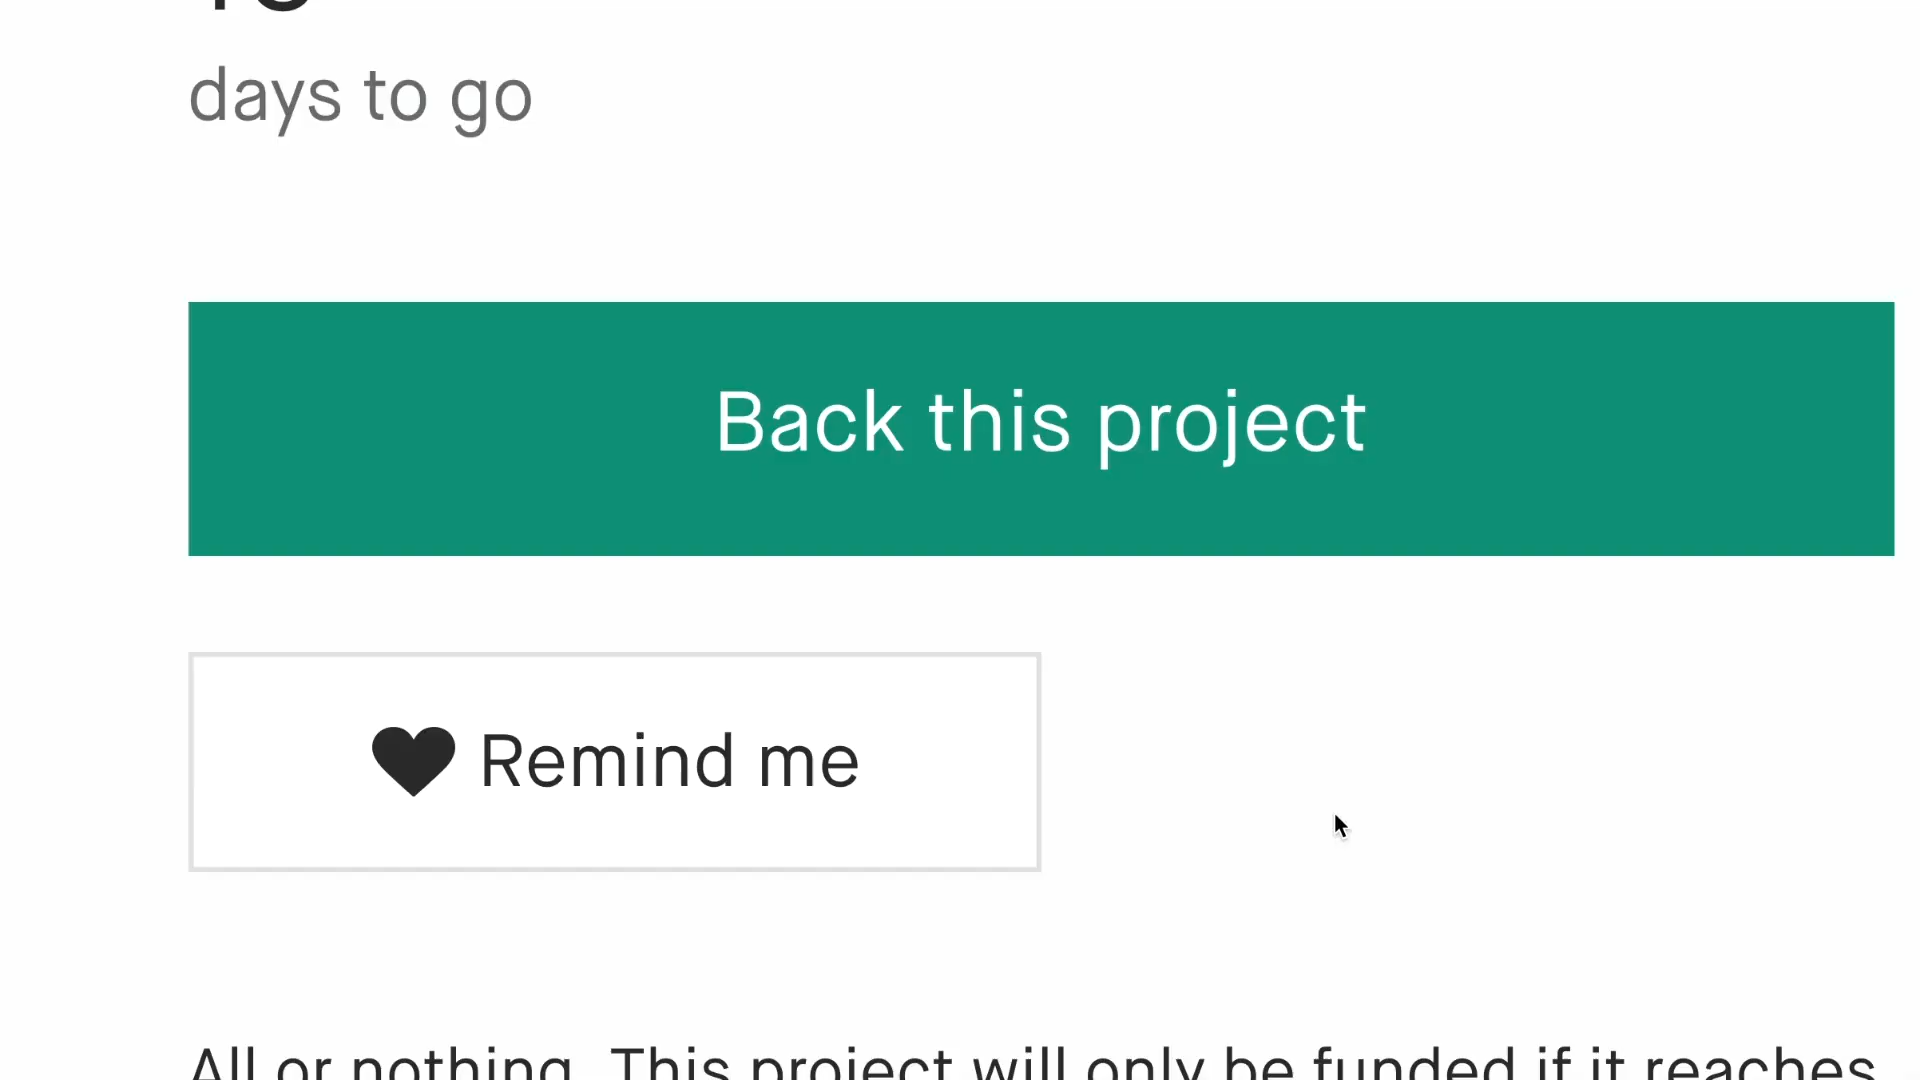 days to go
Back this project
Remind me
All or nothing. This project will only be funded if it reaches